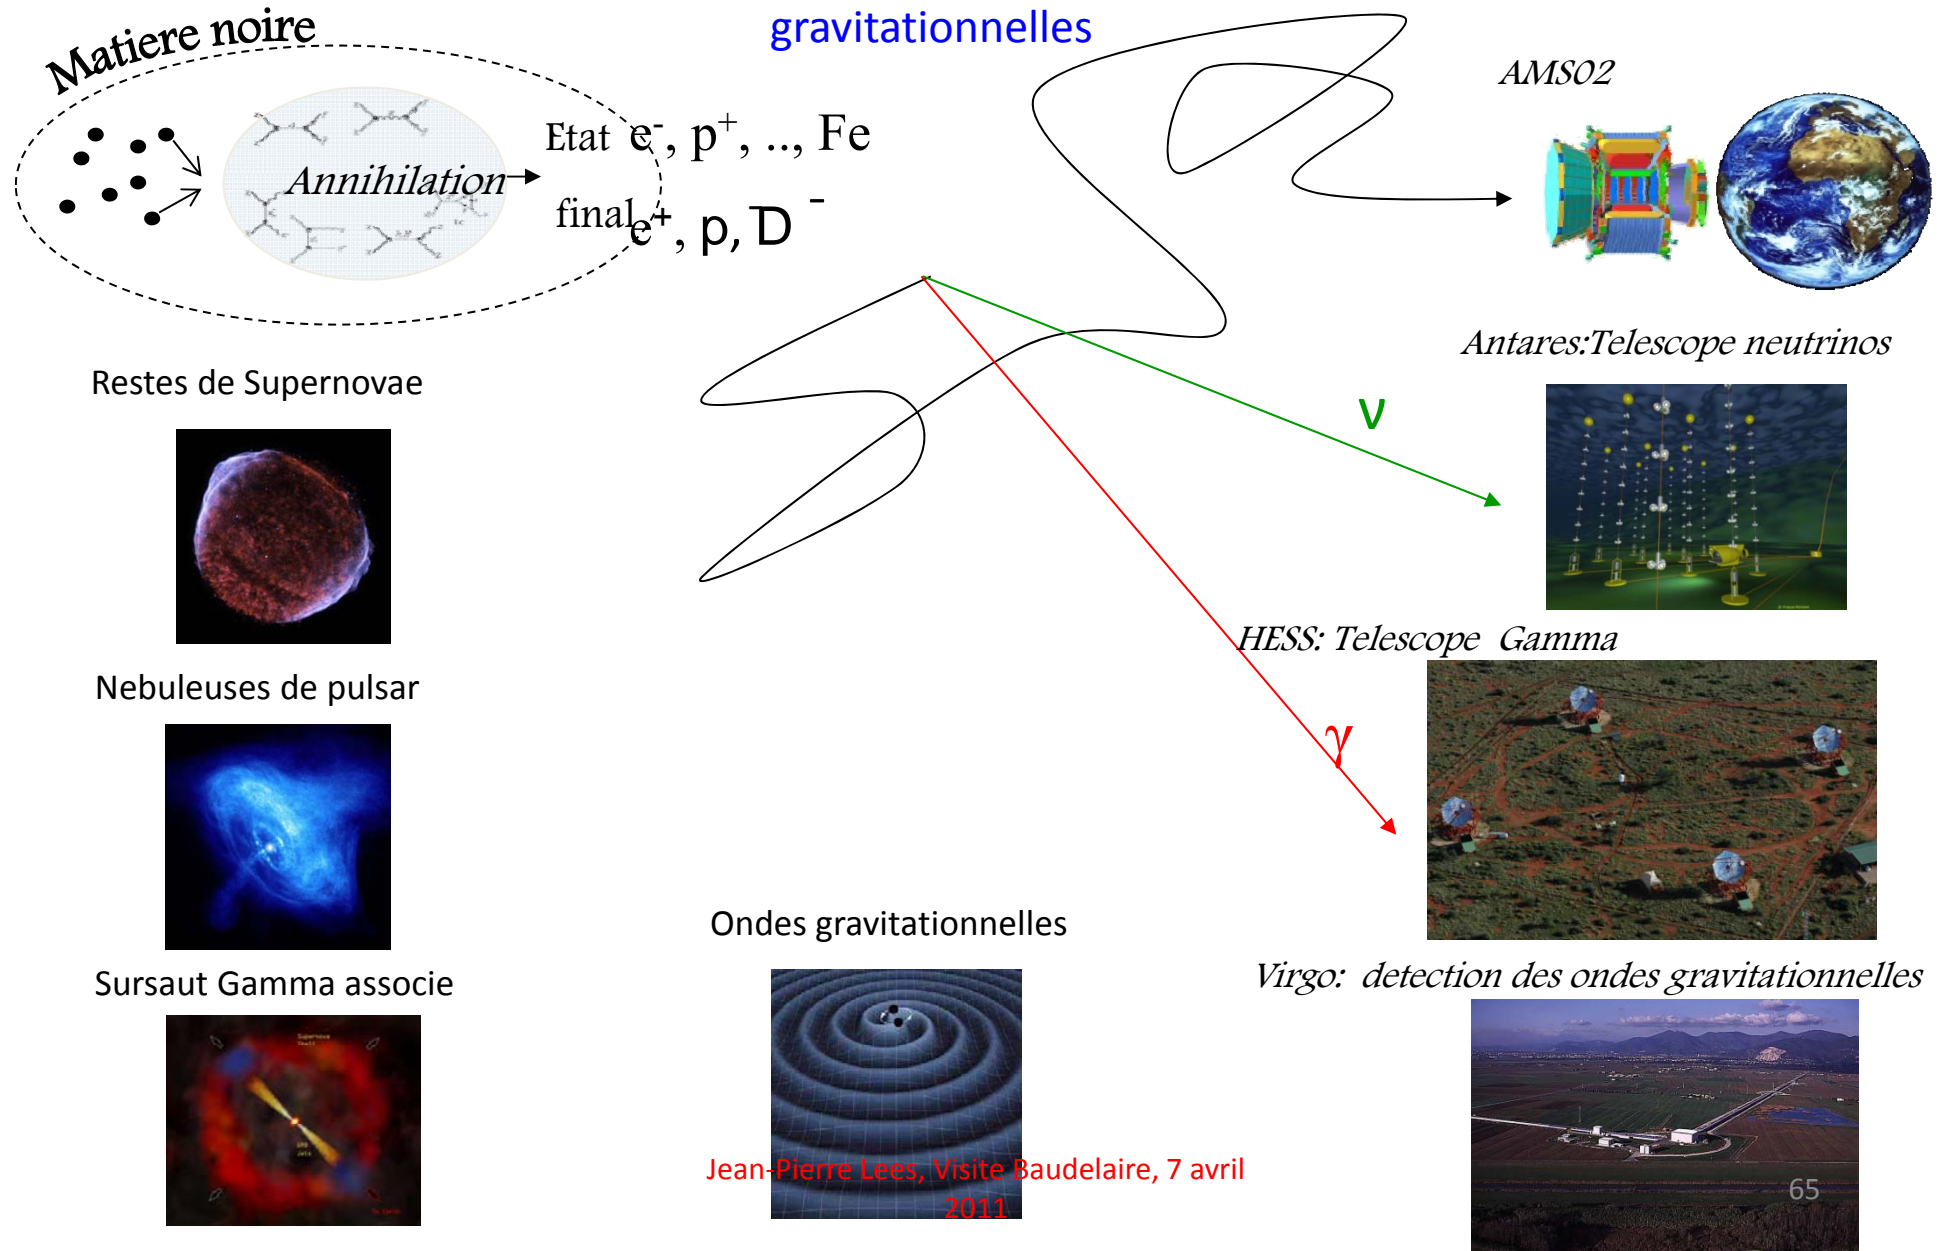 gravitationnelles
Matiere noire
AMS02
Etat e⁻, p⁺, .., Fe
Annihilation
final e⁺, p̄, D̄
Antares:Telescope neutrinos
Restes de Supernovae
ν
HESS: Telescope Gamma
Nebuleuses de pulsar
γ
Ondes gravitationnelles
Sursaut Gamma associe
Virgo: detection des ondes gravitationnelles
Supernova
Jean-Pierre Lees, Visite Baudelaire, 7 avril
2011
65